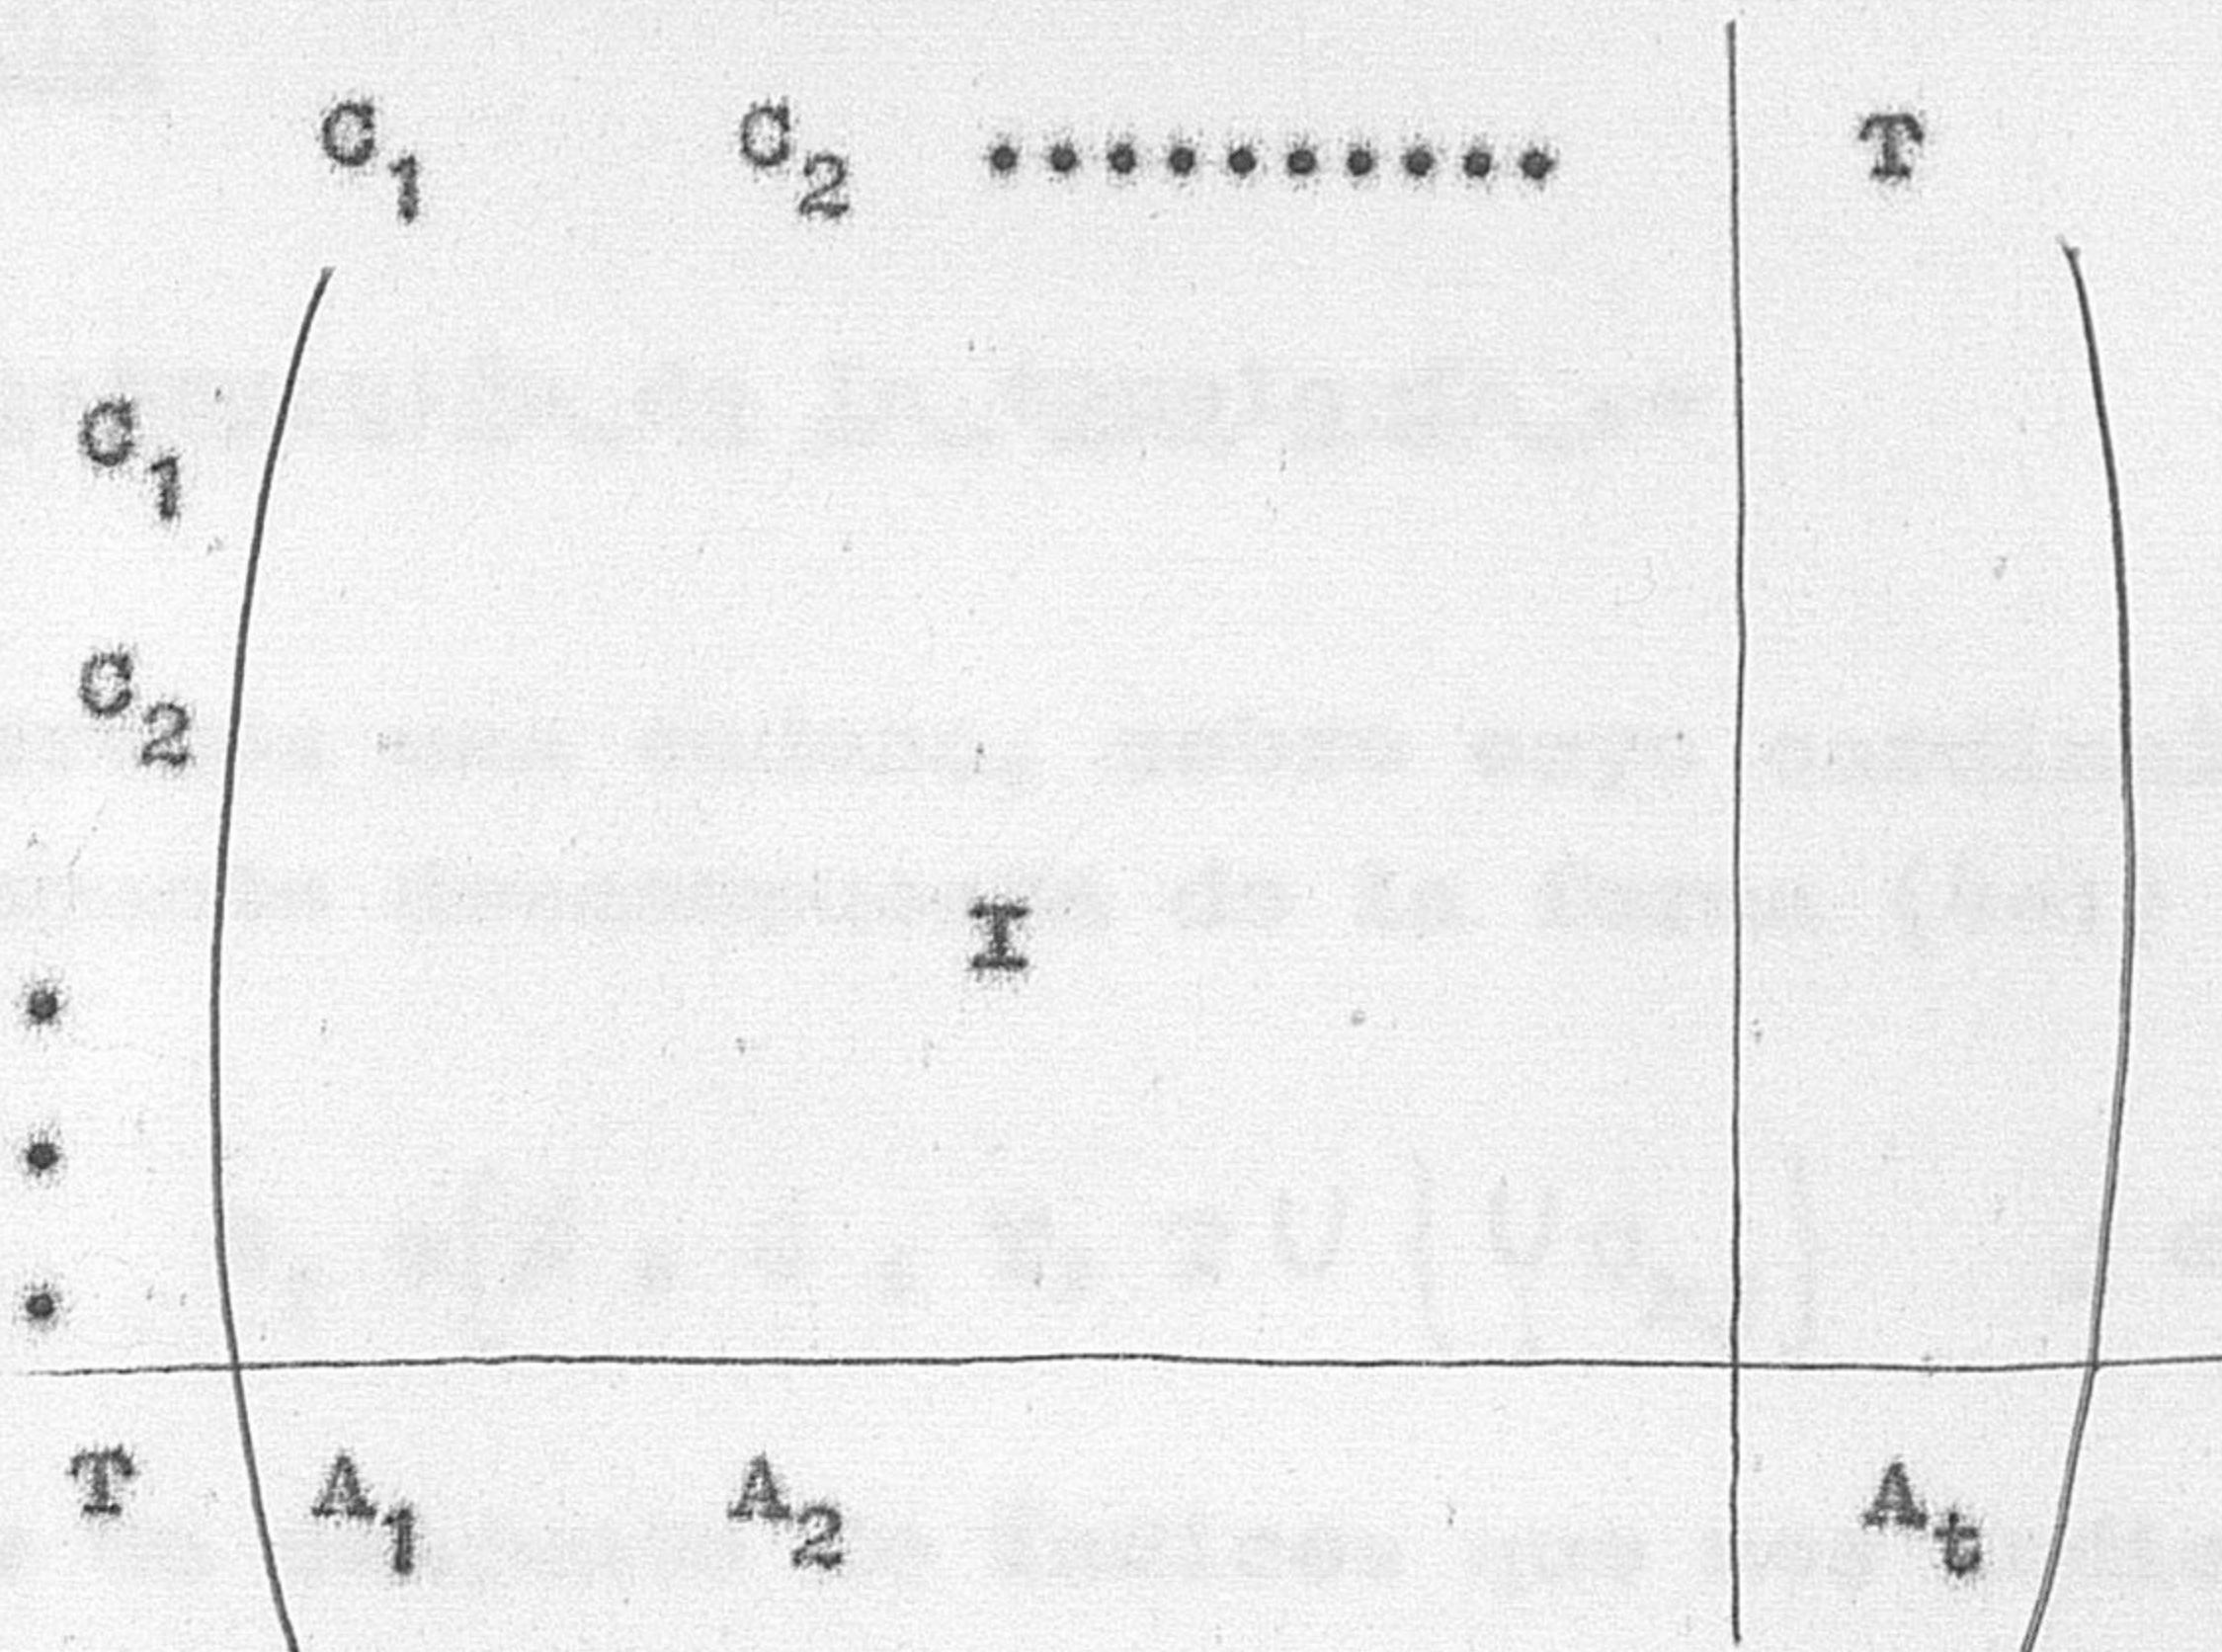 C₁ C₂ .......... T
C₁
C₂
I
.
.
.
T A₁ A₂ Aₜ